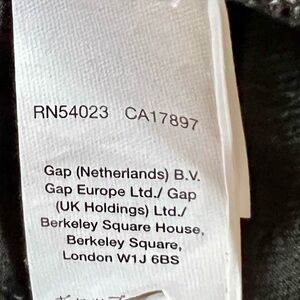 RN54023 CA17897
Gap (Netherlands) B.V.
Gap Europe Ltd./ Gap
(UK Holdings) Ltd./
Berkeley Square House,
Berkeley Square,
London W1J 6BS